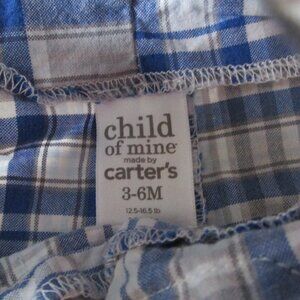 child
of mine
made by
carter's
3-6M
12.5-16.5 lb